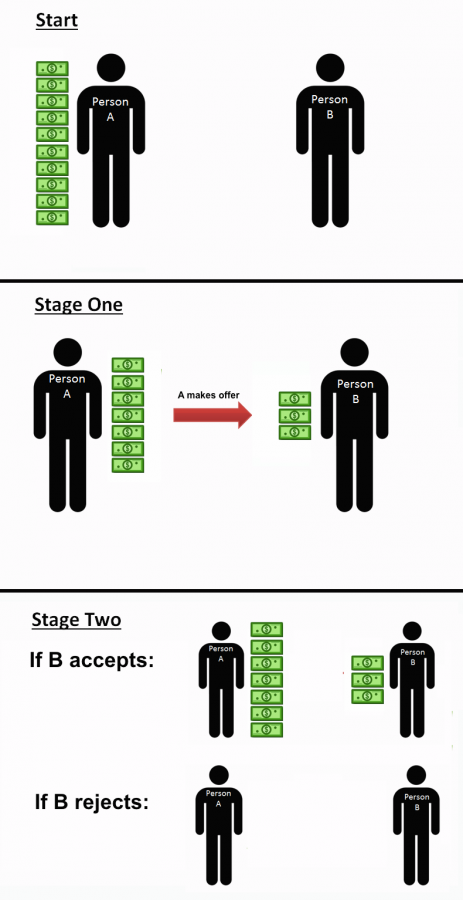 Start
Person
A
Person
B
Stage One
Person
A
A makes offer
Person
B
Stage Two
If B accepts:
Person
A
Person
B
If B rejects:
Person
A
Person
B